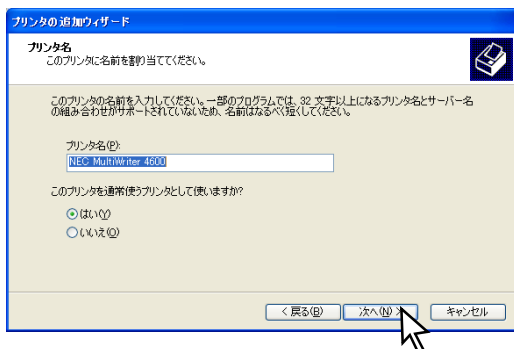 プリンタの追加ウィザード
プリンタ名
このプリンタに名前を割り当ててください。
このプリンタの名前を入力してください。一部のプログラムでは、32 文字以上になるプリンタ名とサーバー名
の組み合わせがサポートされていないため、名前はなるべく短くしてください。
プリンタ名(P):
NEC MultiWriter 4600
このプリンタを通常使うプリンタとして使いますか?
はい(Y)
いいえ(O)
< 戻る(B)
次へ(N) >
キャンセル